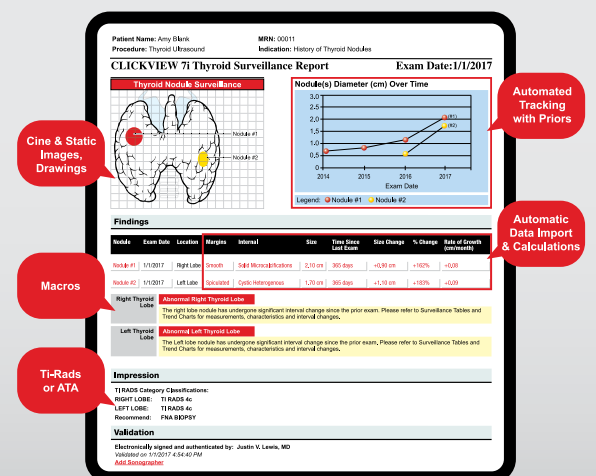 Patient Name: Amy Blank
MRN: 00011
Procedure: Thyroid Ultrasound
Indication: History of Thyroid Nodules
CLICKVIEW 7i Thyroid Surveillance Report
Exam Date:1/1/2017
Thyroid Nodule Surveillance
Nodule #1
Nodule #2
Nodule(s) Diameter (cm) Over Time
3.0
2.5
2.0
1.5
1.0
0.5
0
(#1)
(#2)
2014
2015
2016
2017
Exam Date
Legend: Nodule #1 Nodule #2
Cine & Static
Images,
Drawings
Automated
Tracking
with Priors
Findings
Nodule Exam Date Location Margins Internal Size Time Since Last Exam Size Change % Change Rate of Growth (cm/month)
Nodule #1 1/1/2017 Right Lobe Smooth Solid Microcalcifications 2,10 cm 365 days +0,90 cm +162% +0,08
Nodule #2 1/1/2017 Left Lobe Spiculated Cystic Heterogenous 1,70 cm 365 days +1,10 cm +183% +0,09
Automatic
Data Import
& Calculations
Macros
Right Thyroid
Lobe
Abnormal Right Thyroid Lobe
The right lobe nodule has undergone significant interval change since the prior exam. Please refer to Surveillance Tables and
Trend Charts for measurements, characteristics and interval changes.
Left Thyroid
Lobe
Abnormal Left Thyroid Lobe
The Left lobe nodule has undergone significant interval change since the prior exam, Please refer to Surveillance Tables and
Trend Charts for measurements, characteristics and interval changes.
Ti-Rads
or ATA
Impression
TI RADS Category Classifications:
RIGHT LOBE: TI RADS 4c
LEFT LOBE: TI RADS 4c
Recommend: FNA BIOPSY
Validation
Electronically signed and authenticated by: Justin V. Lewis, MD
Validated on 1/1/2017 4:54:40 PM
Add Sonographer